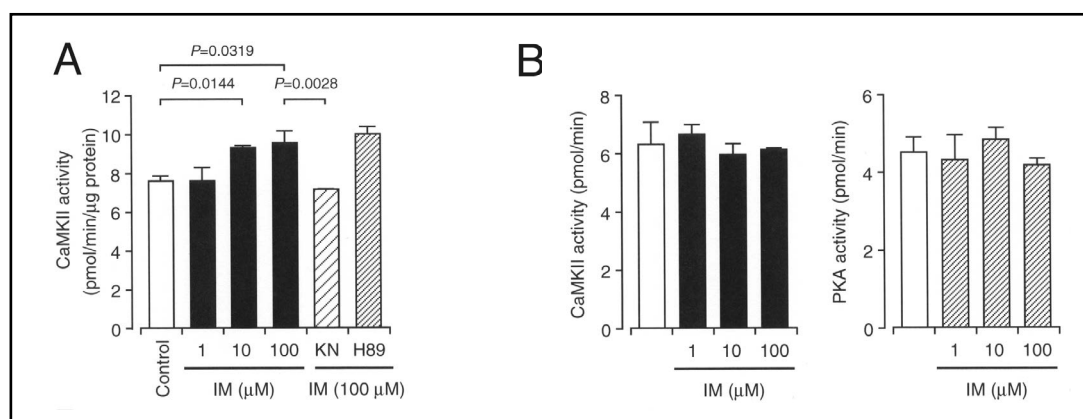 A
P=0.0319
P=0.0144
P=0.0028
CaMKII activity
(pmol/min/μg protein)
12
10
8
6
4
2
0
Control
1
10
100
KN
H89
IM (μM)
IM (100 μM)
B
CaMKII activity (pmol/min)
8
6
4
2
0
1
10
100
IM (μM)
PKA activity (pmol/min)
6
4
2
0
1
10
100
IM (μM)